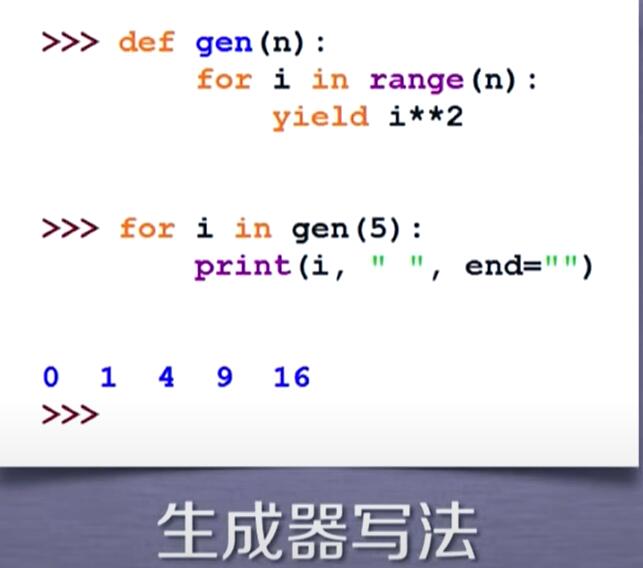 >>> def gen(n):
for i in range(n):
yield i**2
>>> for i in gen(5):
print(i, " ", end="")
0 1 4 9 16
>>>
生成器写法